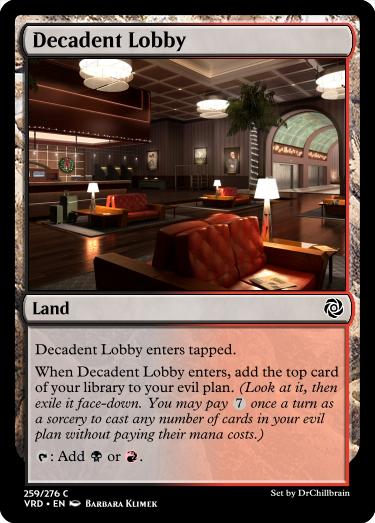 Decadent Lobby
Land
Decadent Lobby enters tapped.
When Decadent Lobby enters, add the top card
of your library to your evil plan. (Look at it, then
exile it face-down. You may pay 7 once a turn as
a sorcery to cast any number of cards in your evil
plan without paying their mana costs.)
: Add or .
259/276 C
Set by DrChillbrain
VRD • EN Barbara Klimek